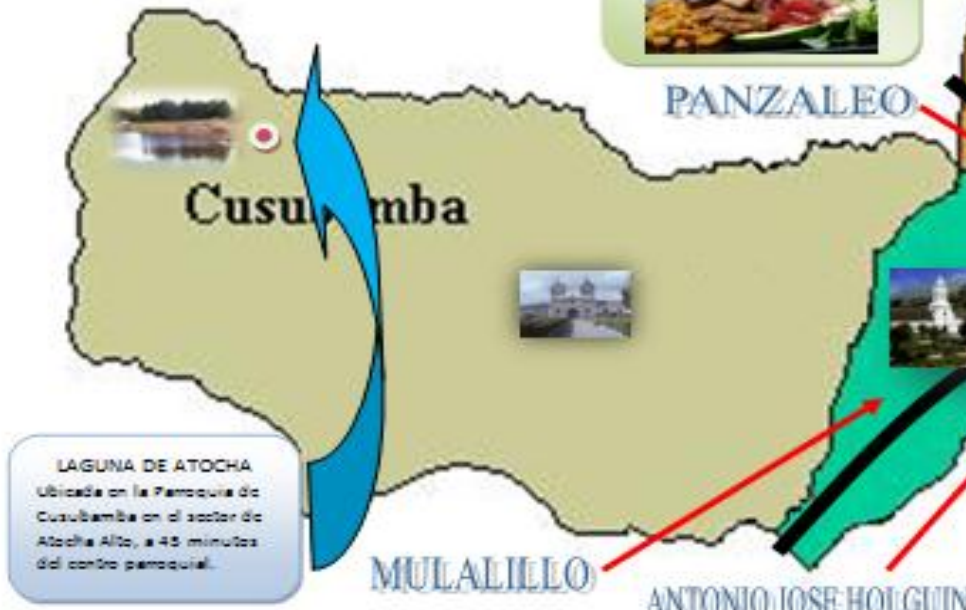 PANZALEO
Cusubamba
LAGUNA DE ATOCHA
Ubicada en la Parroquia de
Cusubamba en el sector de
Atocha Alto, a 45 minutos
del centro parroquial.
MULALILLO
ANTONIO JOSE HOLGUIN